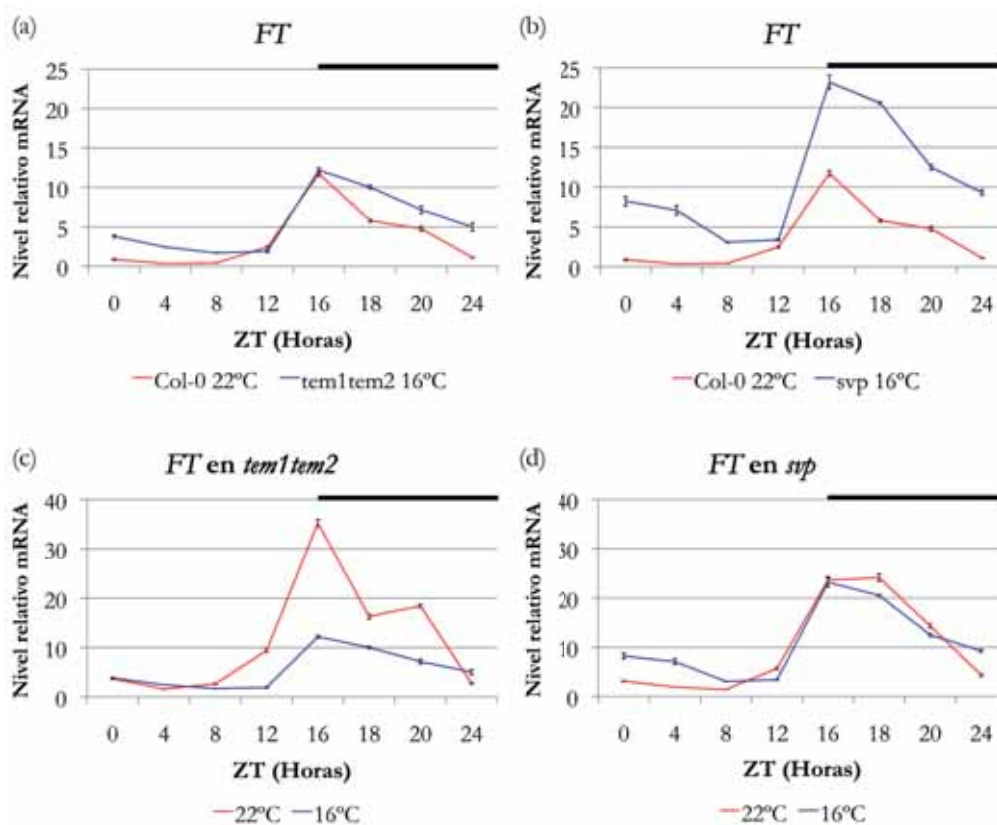 (a)
FT
Nivel relativo mRNA
25
20
15
10
5
0
0 4 8 12 16 18 20 24
ZT (Horas)
Col-0 22ºC tem1tem2 16ºC
(b)
FT
Nivel relativo mRNA
25
20
15
10
5
0
0 4 8 12 16 18 20 24
ZT (Horas)
Col-0 22ºC svp 16ºC
(c)
FT en tem1tem2
Nivel relativo mRNA
40
30
20
10
0
0 4 8 12 16 18 20 24
ZT (Horas)
22ºC 16ºC
(d)
FT en svp
Nivel relativo mRNA
40
30
20
10
0
0 4 8 12 16 18 20 24
ZT (Horas)
22ºC 16ºC